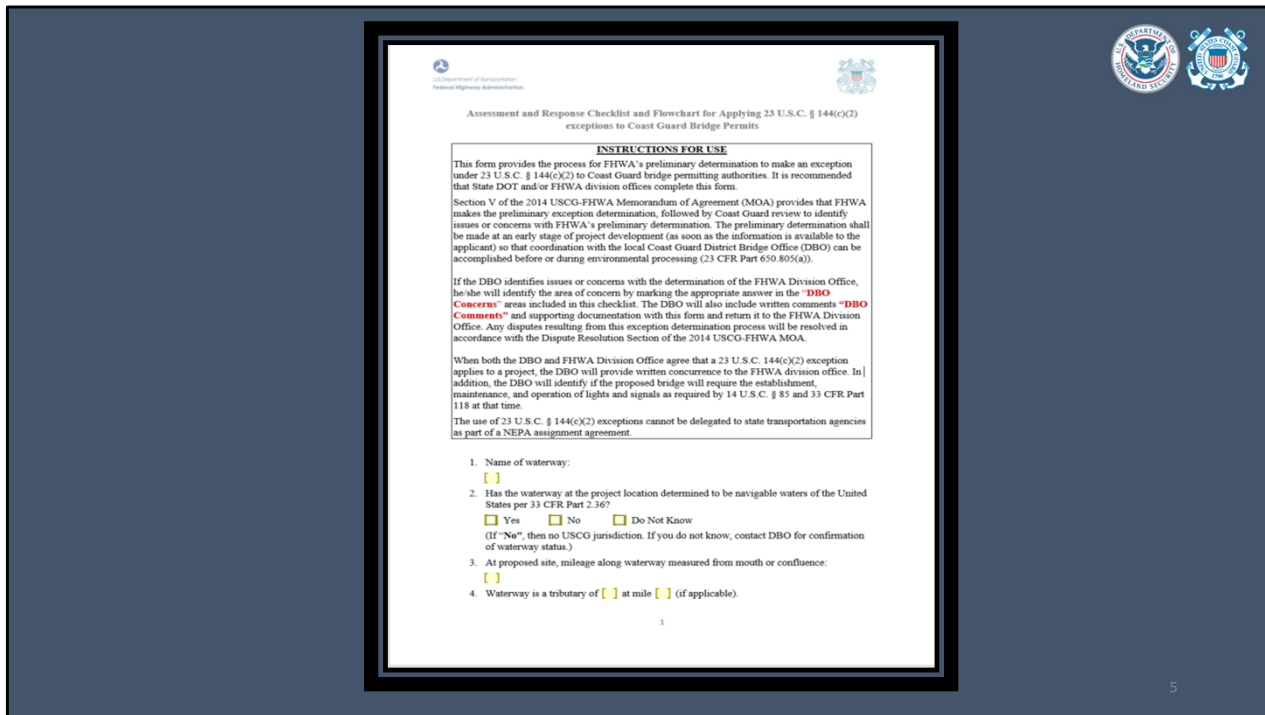 U.S. DEPARTMENT OF
HOMELAND SECURITY
UNITED STATES COAST GUARD
1790
U.S.Department of Transportation
Federal Highway Administration
Assessment and Response Checklist and Flowchart for Applying 23 U.S.C. § 144(c)(2)
exceptions to Coast Guard Bridge Permits
INSTRUCTIONS FOR USE
This form provides the process for FHWA's preliminary determination to make an exception
under 23 U.S.C. § 144(c)(2) to Coast Guard bridge permitting authorities. It is recommended
that State DOT and/or FHWA division offices complete this form.
Section V of the 2014 USCG-FHWA Memorandum of Agreement (MOA) provides that FHWA
makes the preliminary exception determination, followed by Coast Guard review to identify
issues or concerns with FHWA's preliminary determination. The preliminary determination shall
be made at an early stage of project development (as soon as the information is available to the
applicant) so that coordination with the local Coast Guard District Bridge Office (DBO) can be
accomplished before or during environmental processing (23 CFR Part 650.805(a)).
If the DBO identifies issues or concerns with the determination of the FHWA Division Office,
he/she will identify the area of concern by marking the appropriate answer in the “DBO
Concerns” areas included in this checklist. The DBO will also include written comments “DBO
Comments” and supporting documentation with this form and return it to the FHWA Division
Office. Any disputes resulting from this exception determination process will be resolved in
accordance with the Dispute Resolution Section of the 2014 USCG-FHWA MOA.
When both the DBO and FHWA Division Office agree that a 23 U.S.C. 144(c)(2) exception
applies to a project, the DBO will provide written concurrence to the FHWA division office. In
addition, the DBO will identify if the proposed bridge will require the establishment,
maintenance, and operation of lights and signals as required by 14 U.S.C. § 85 and 33 CFR Part
118 at that time.
The use of 23 U.S.C. § 144(c)(2) exceptions cannot be delegated to state transportation agencies
as part of a NEPA assignment agreement.
1. Name of waterway:
[ ]
2. Has the waterway at the project location determined to be navigable waters of the United
States per 33 CFR Part 2.36?
Yes No Do Not Know
(If “No”, then no USCG jurisdiction. If you do not know, contact DBO for confirmation
of waterway status.)
3. At proposed site, mileage along waterway measured from mouth or confluence:
[ ]
4. Waterway is a tributary of [ ] at mile [ ] (if applicable).
1
5